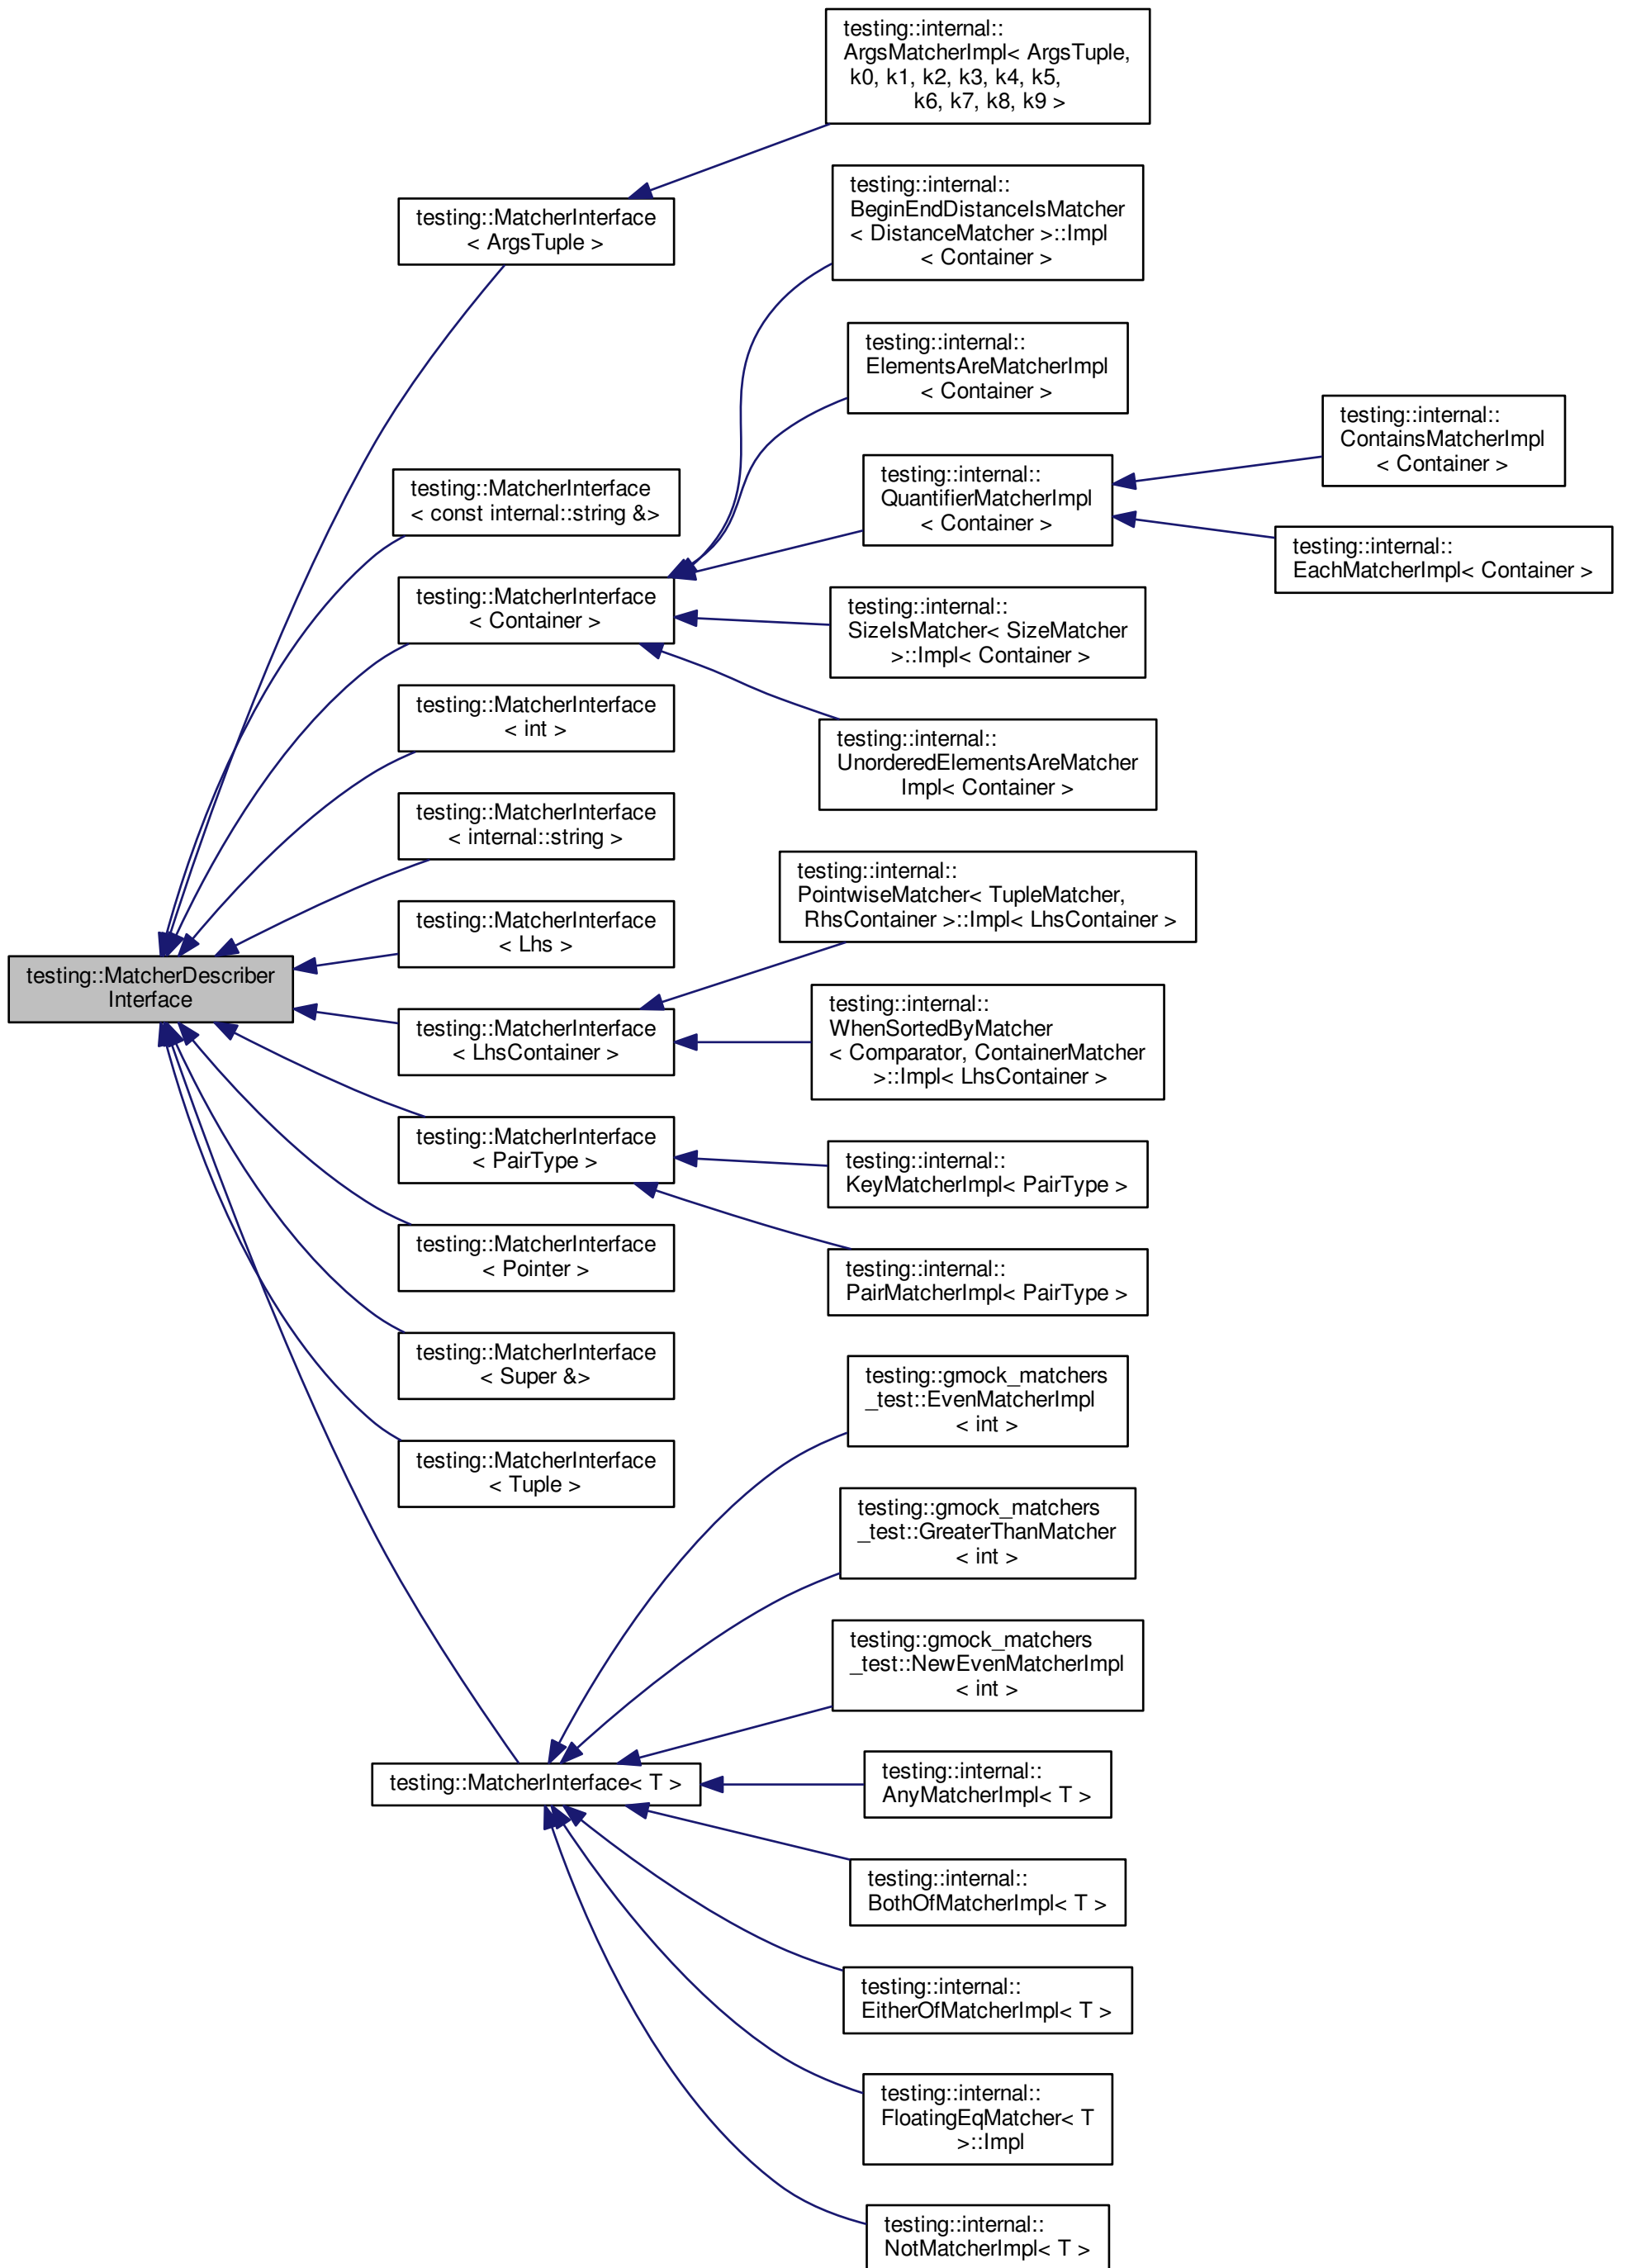 testing::internal::
ArgsMatcherImpl< ArgsTuple,
k0, k1, k2, k3, k4, k5,
k6, k7, k8, k9 >
testing::internal::
BeginEndDistanceIsMatcher
< DistanceMatcher >::Impl
< Container >
testing::MatcherInterface
< ArgsTuple >
testing::internal::
ElementsAreMatcherImpl
< Container >
testing::internal::
ContainsMatcherImpl
< Container >
testing::internal::
QuantifierMatcherImpl
< Container >
testing::MatcherInterface
< const internal::string &>
testing::internal::
EachMatcherImpl< Container >
testing::MatcherInterface
< Container >
testing::internal::
SizeIsMatcher< SizeMatcher
>::Impl< Container >
testing::MatcherInterface
< int >
testing::internal::
UnorderedElementsAreMatcher
Impl< Container >
testing::MatcherInterface
< internal::string >
testing::internal::
PointwiseMatcher< TupleMatcher,
RhsContainer >::Impl< LhsContainer >
testing::MatcherInterface
< Lhs >
testing::MatcherDescriber
Interface
testing::MatcherInterface
< LhsContainer >
testing::internal::
WhenSortedByMatcher
< Comparator, ContainerMatcher
>::Impl< LhsContainer >
testing::MatcherInterface
< PairType >
testing::internal::
KeyMatcherImpl< PairType >
testing::MatcherInterface
< Pointer >
testing::internal::
PairMatcherImpl< PairType >
testing::MatcherInterface
< Super &>
testing::gmock_matchers
_test::EvenMatcherImpl
< int >
testing::MatcherInterface
< Tuple >
testing::gmock_matchers
_test::GreaterThanMatcher
< int >
testing::gmock_matchers
_test::NewEvenMatcherImpl
< int >
testing::MatcherInterface< T >
testing::internal::
AnyMatcherImpl< T >
testing::internal::
BothOfMatcherImpl< T >
testing::internal::
EitherOfMatcherImpl< T >
testing::internal::
FloatingEqMatcher< T
>::Impl
testing::internal::
NotMatcherImpl< T >